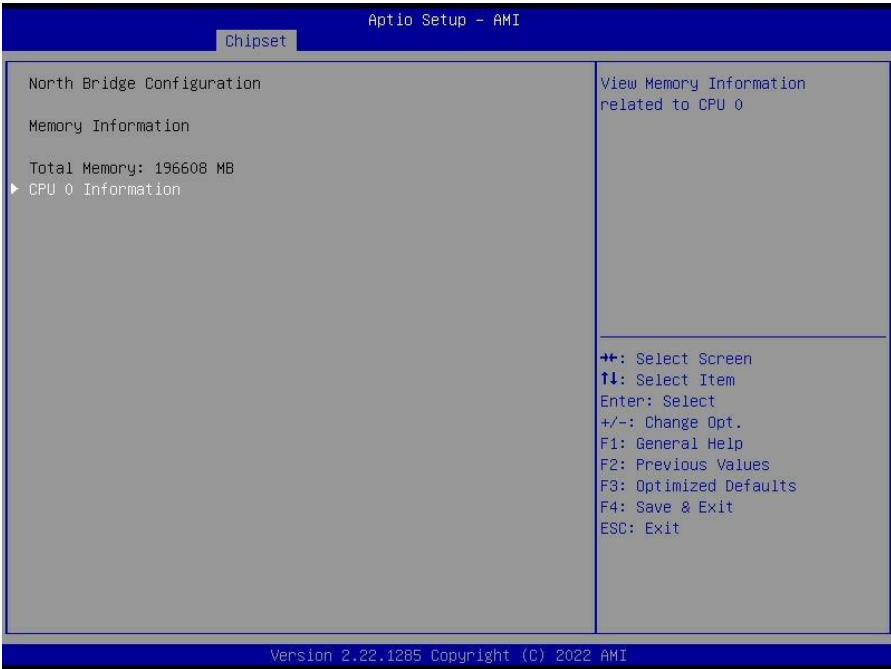 Aptio Setup - AMI
Chipset
North Bridge Configuration
Memory Information
Total Memory: 196608 MB
▶ CPU 0 Information
View Memory Information
related to CPU 0
→←: Select Screen
↑↓: Select Item
Enter: Select
+/-: Change Opt.
F1: General Help
F2: Previous Values
F3: Optimized Defaults
F4: Save & Exit
ESC: Exit
Version 2.22.1285 Copyright (C) 2022 AMI